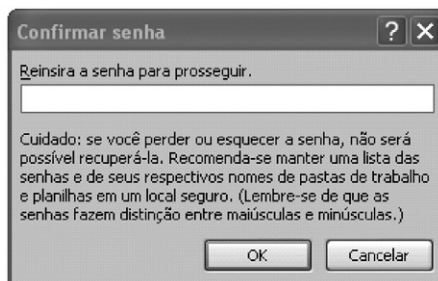 Confirmar senha
Reinsira a senha para prosseguir.
Cuidado: se você perder ou esquecer a senha, não será
possível recuperá-la. Recomenda-se manter uma lista das
senhas e de seus respectivos nomes de pastas de trabalho
e planilhas em um local seguro. (Lembre-se de que as
senhas fazem distinção entre maiúsculas e minúsculas.)
OK Cancelar